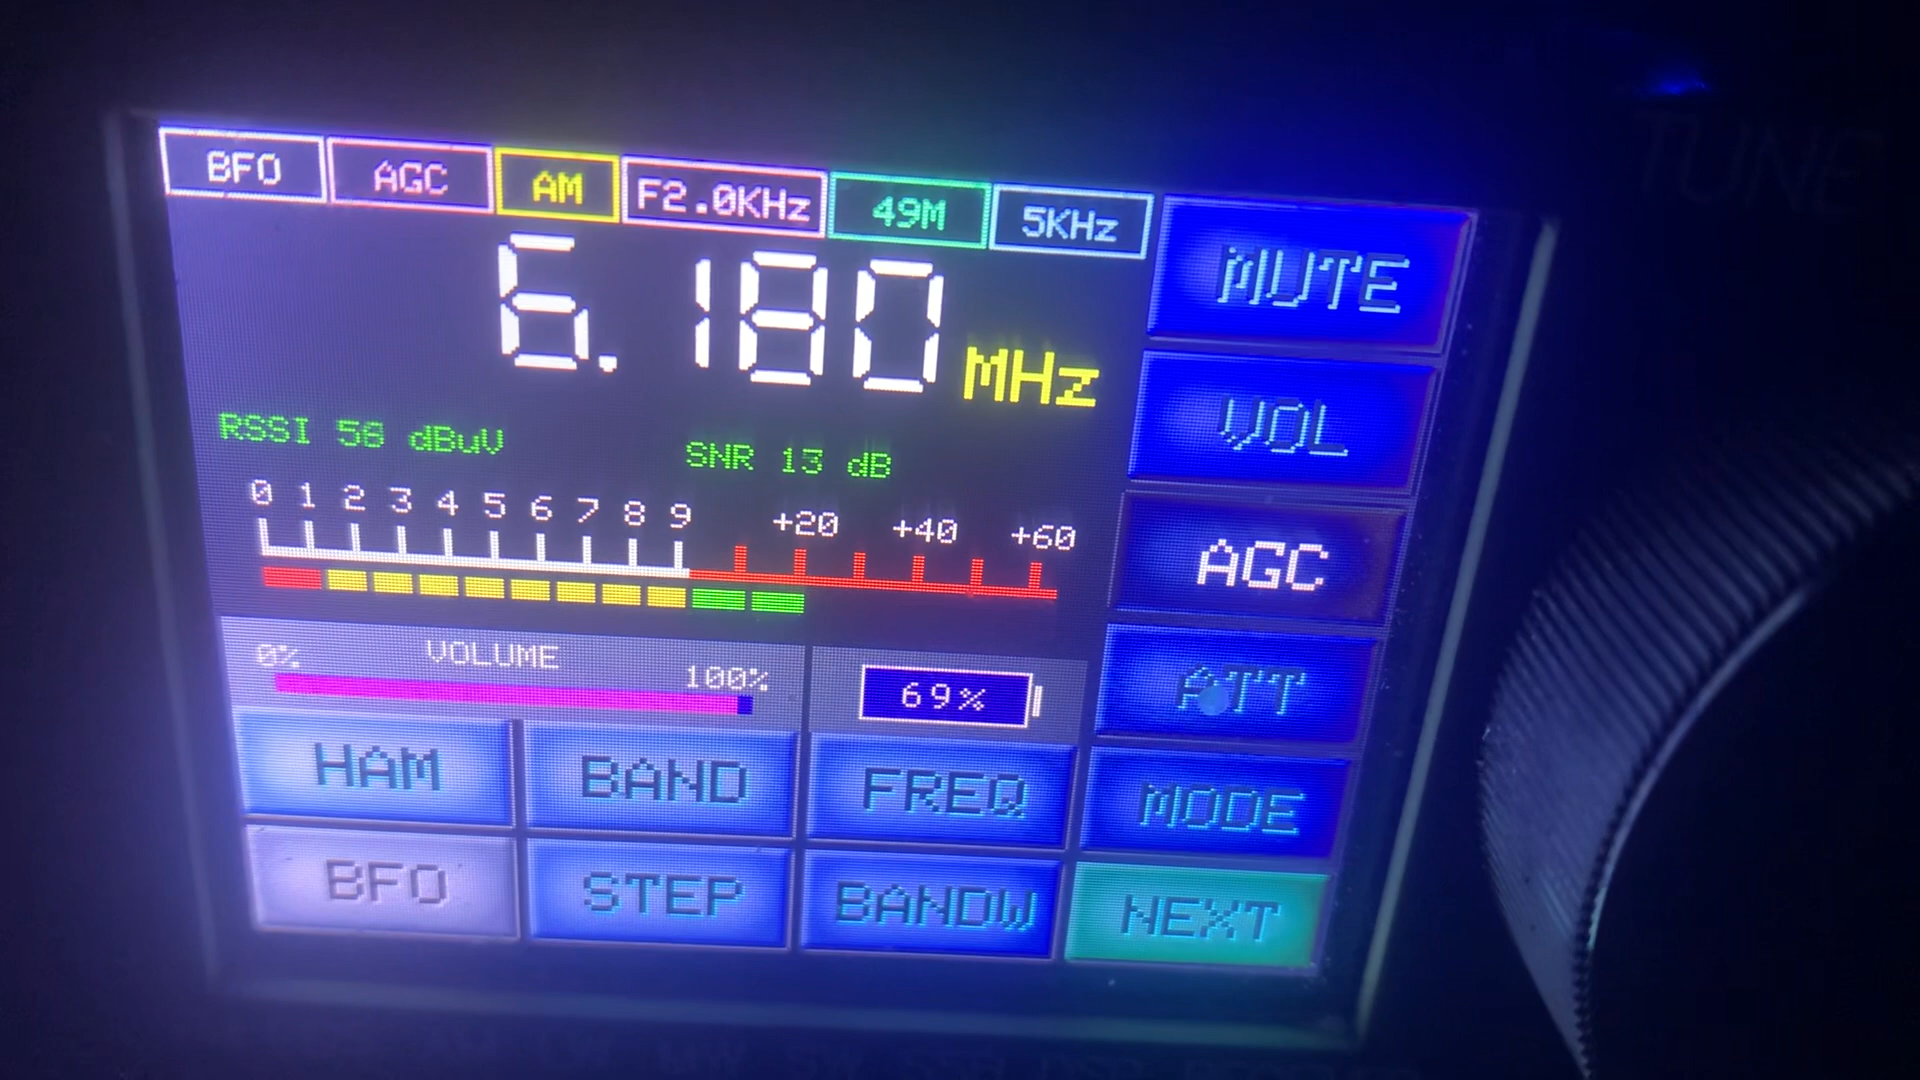 BFO AGC AM F2.0KHz 49M 5KHz
6.180 MHz
SNR 13 dB
RSSI 56 dBuV
0 1 2 3 4 5 6 7 8 9 +20 +40 +60
VOLUME
0% 100%
69%
MUTE
VOL
AGC
ATT
HAM BAND FREQ MODE
BFO STEP BANDW NEXT
TUNE